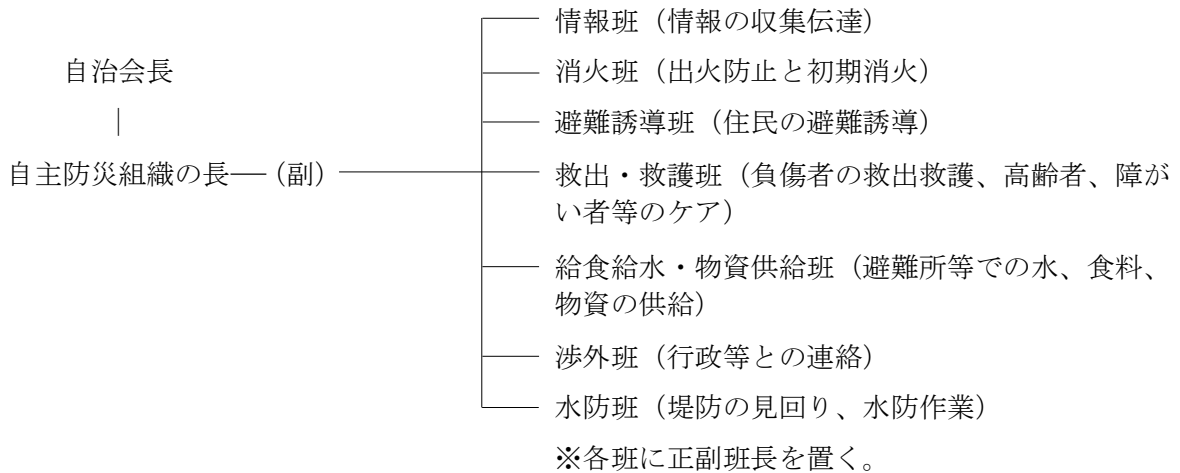 情報班（情報の収集伝達）
自治会長
消火班（出火防止と初期消火）
避難誘導班（住民の避難誘導）
自主防災組織の長―（副）
救出・救護班（負傷者の救出救護、高齢者、障が
い者等のケア）
給食給水・物資供給班（避難所等での水、食料、
物資の供給）
渉外班（行政等との連絡）
水防班（堤防の見回り、水防作業）
※各班に正副班長を置く。